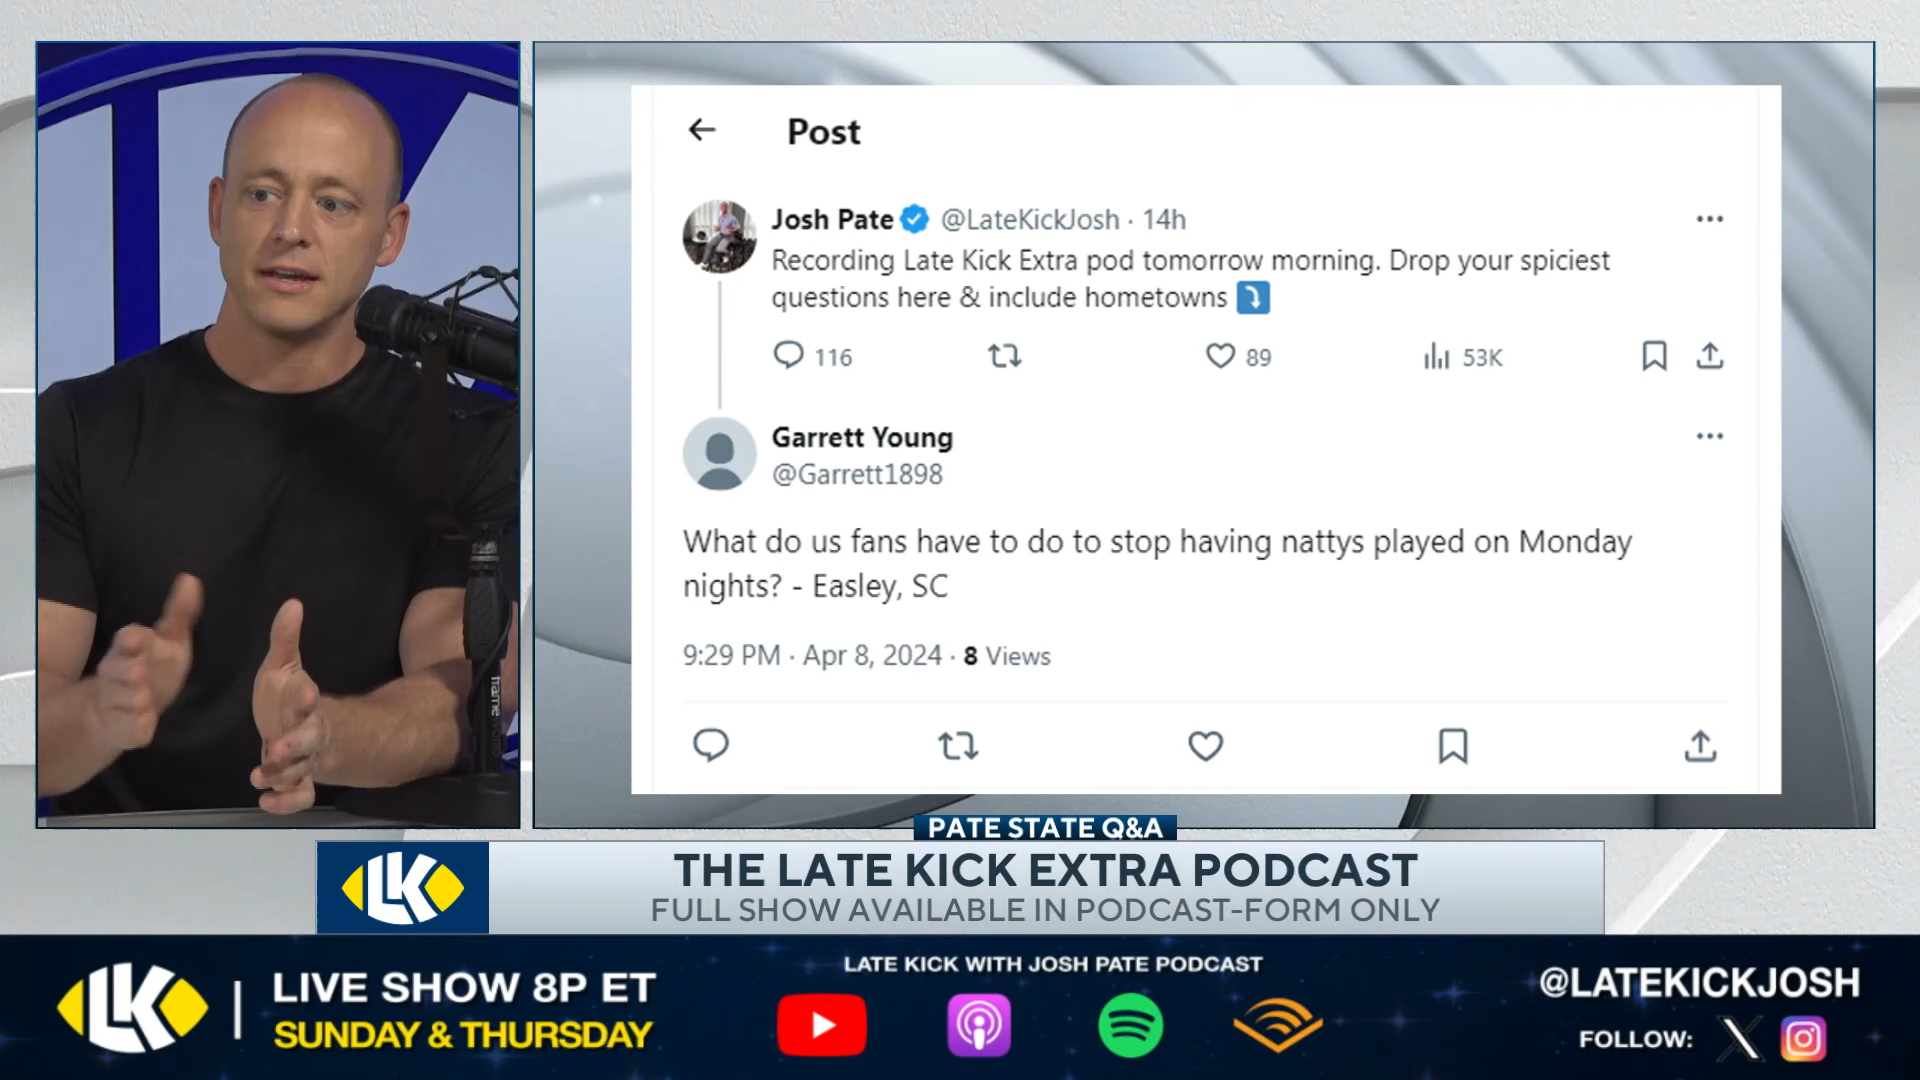 Post
Josh Pate @LateKickJosh · 14h
Recording Late Kick Extra pod tomorrow morning. Drop your spiciest
questions here & include hometowns
116
89
53K
Garrett Young
@Garrett1898
What do us fans have to do to stop having nattys played on Monday
nights? - Easley, SC
9:29 PM · Apr 8, 2024 · 8 Views
frame
PATE STATE Q&A
LK
THE LATE KICK EXTRA PODCAST
FULL SHOW AVAILABLE IN PODCAST-FORM ONLY
LK
LIVE SHOW 8P ET
SUNDAY & THURSDAY
LATE KICK WITH JOSH PATE PODCAST
@LATEKICKJOSH
FOLLOW: